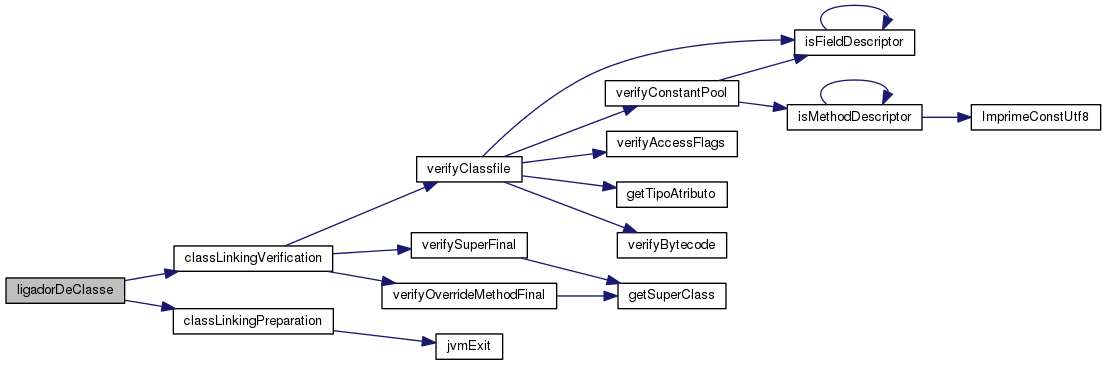 isFieldDescriptor
verifyConstantPool
isMethodDescriptor
ImprimeConstUtf8
verifyAccessFlags
verifyClassfile
getTipoAtributo
verifySuperFinal
verifyBytecode
classLinkingVerification
ligadorDeClasse
verifyOverrideMethodFinal
getSuperClass
classLinkingPreparation
jvmExit